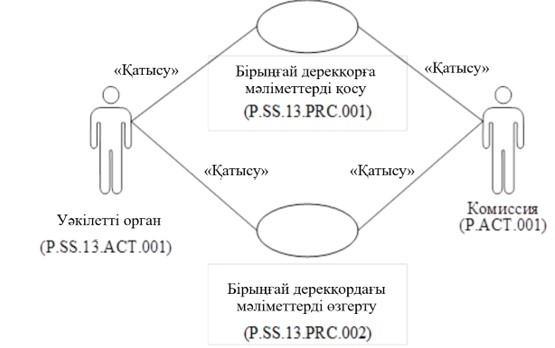 «Қатысу»
«Қатысу»
Бірыңғай дерекқорға
мәліметтерді қосу
(P.SS.13.PRC.001)
«Қатысу»
«Қатысу»
Уәкілетті орган
(P.SS.13.ACT.001)
Комиссия
(P.ACT.001)
Бірыңғай дерекқордағы
мәліметтерді өзгерту
(P.SS.13.PRC.002)